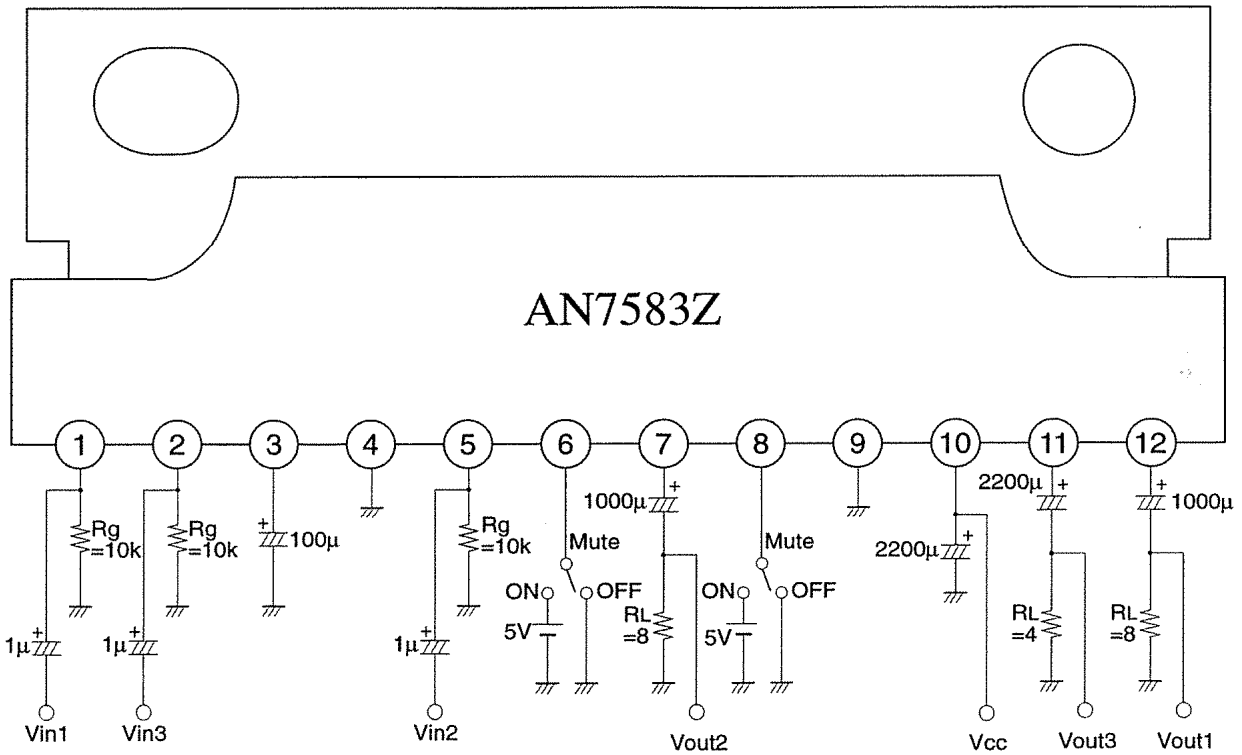 AN7583Z
1 2 3 4 5 6 7 8 9 10 11 12
Rg
=10k
1µ
+
Vin1
Rg
=10k
1µ
+
Vin3
+
100µ
Rg
=10k
1µ
+
Vin2
Mute
ON
OFF
5V
1000µ
+
RL
=8
Vout2
Mute
ON
OFF
5V
2200µ
+
Vcc
2200µ
+
RL
=4
Vout3
+
1000µ
RL
=8
Vout1